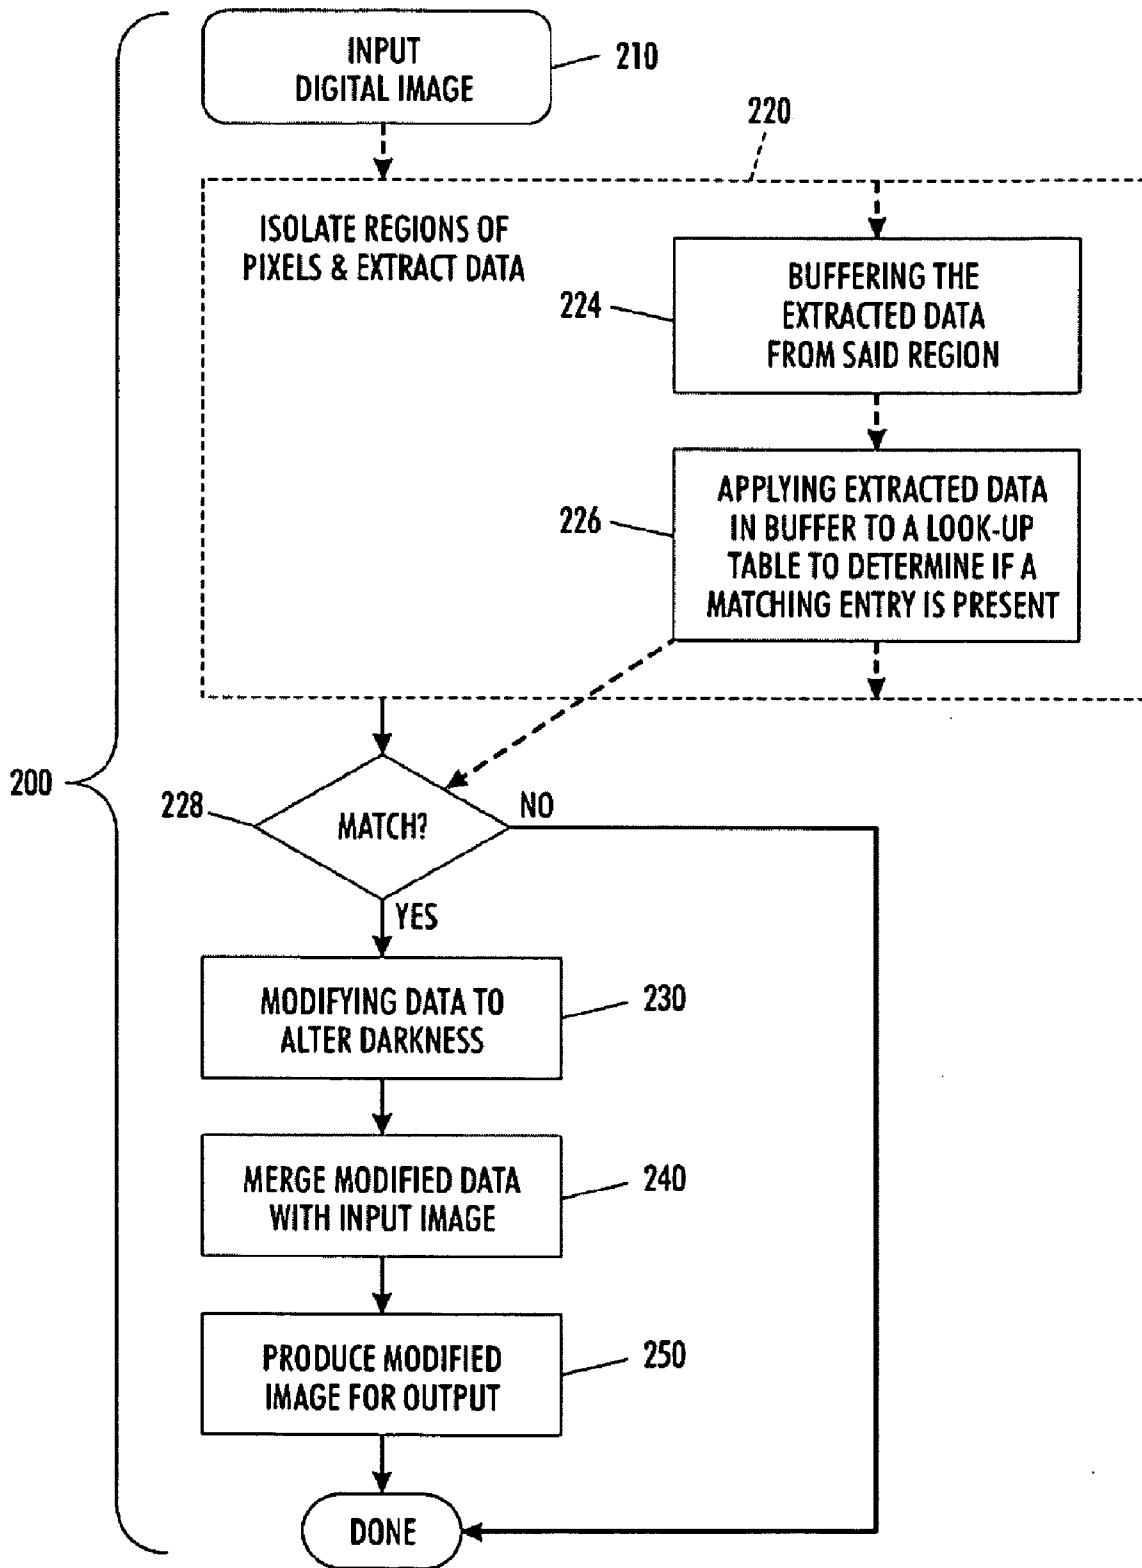 INPUT
DIGITAL IMAGE
210
220
ISOLATE REGIONS OF
PIXELS & EXTRACT DATA
BUFFERING THE
EXTRACTED DATA
FROM SAID REGION
224
APPLYING EXTRACTED DATA
IN BUFFER TO A LOOK-UP
TABLE TO DETERMINE IF A
MATCHING ENTRY IS PRESENT
226
200
228
MATCH?
NO
YES
MODIFYING DATA TO
ALTER DARKNESS
230
MERGE MODIFIED DATA
WITH INPUT IMAGE
240
PRODUCE MODIFIED
IMAGE FOR OUTPUT
250
DONE